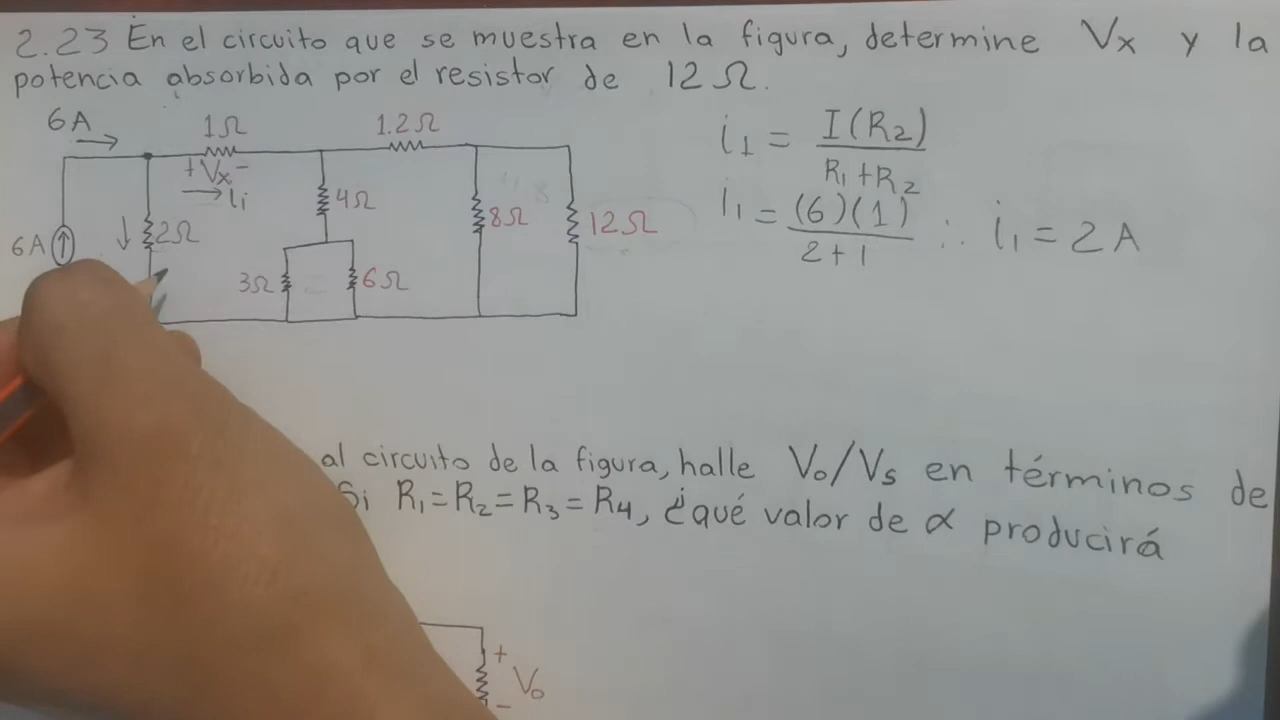 2.23 En el circuito que se muestra en la figura, determine Vx y la
potencia absorbida por el resistor de 12Ω.
6A
1Ω
1.2Ω
+Vx-
i₁
6A
2Ω
4Ω
3Ω
6Ω
8Ω
12Ω
i₁ = I(R₂)
R₁+R₂
i₁ = (6)(1)
2+1
∴ i₁ = 2A
al circuito de la figura, halle Vo/Vs en términos de
Si R₁=R₂=R₃=R₄, ¿qué valor de α producirá
+
Vo
-